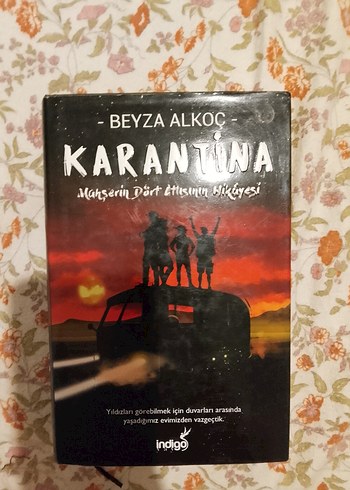 - BEYZA ALKOÇ -
KARANTİNA
Mahşerin Dört Atlısının Hikâyesi
Yıldızları görebilmek için duvarları arasında
yaşadığımız evimizden vazgeçtik.
indigo